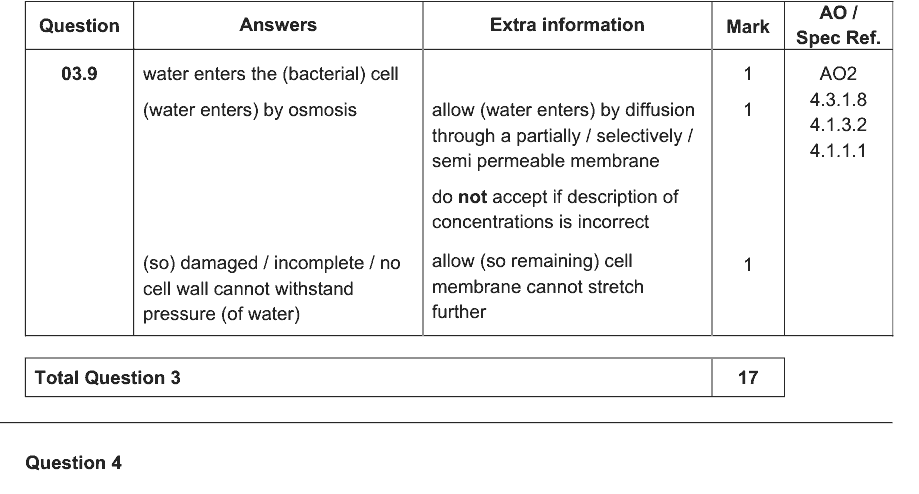 Question Answers Extra information Mark AO /
Spec Ref.
03.9 water enters the (bacterial) cell 1 AO2
(water enters) by osmosis allow (water enters) by diffusion 1 4.3.1.8
through a partially / selectively / 4.1.3.2
semi permeable membrane 4.1.1.1
do not accept if description of
concentrations is incorrect
(so) damaged / incomplete / no allow (so remaining) cell 1
cell wall cannot withstand membrane cannot stretch
pressure (of water) further
Total Question 3 17
Question 4